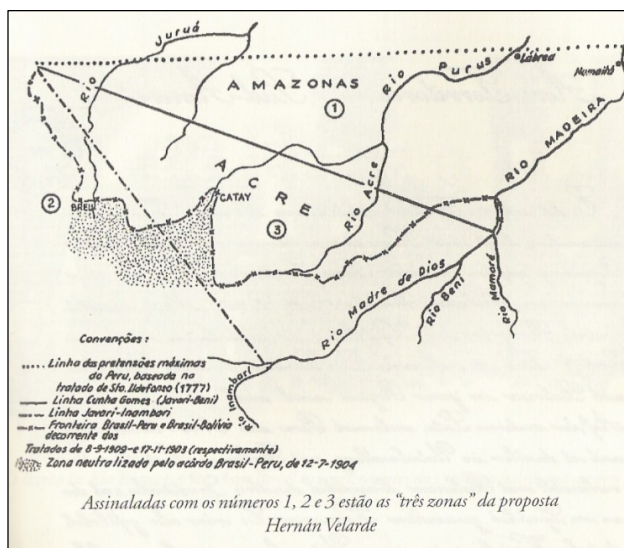 Juruá
Rio
AMAZONAS
①
Rio Purus
Lábrea
Humaitá
RIO MADEIRA
②
BREU
ACRE
CATAY
③
Rio Acre
Rio Madre de Dios
Rio Beni
Rio Mamoré
Rio Inambari
Convenções:
Linha das pretensões máximas
do Peru, baseada no
tratado de Sto. Ildefonso (1777)
Linha Cunha Gomes (Javari-Beni)
Linha Javari-Inambari
Fronteira Brasil-Peru e Brasil-Bolívia
decorrente dos
Tratados de 8-9-1909 e 17-11-1903 (respectivamente)
Zona neutralizada pelo acôrdo Brasil-Peru, de 12-7-1904
Assinaladas com os números 1, 2 e 3 estão as “três zonas” da proposta
Hernán Velarde